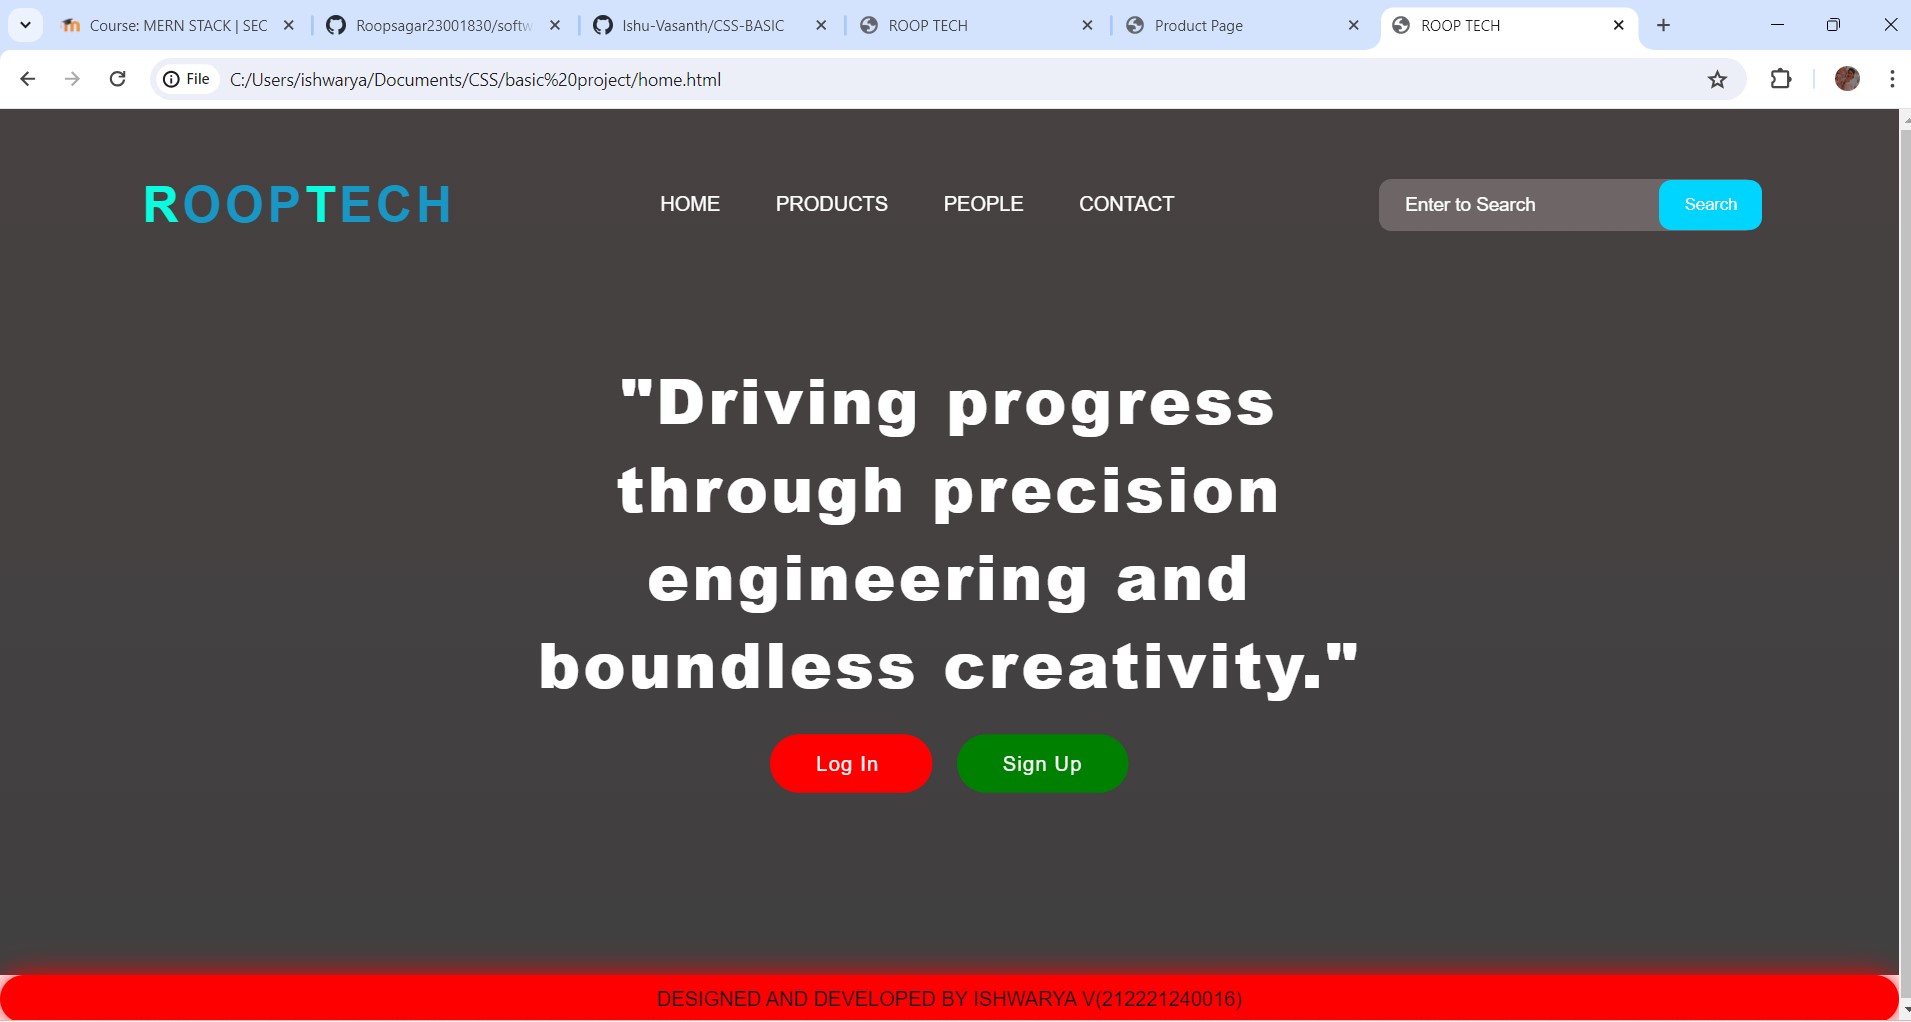 Course: MERN STACK | SEC
Roopsagar23001830/softw
Ishu-Vasanth/CSS-BASIC
ROOP TECH
Product Page
ROOP TECH
File
C:/Users/ishwarya/Documents/CSS/basic%20project/home.html
ROOPTECH
HOME
PRODUCTS
PEOPLE
CONTACT
Enter to Search
Search
"Driving progress
through precision
engineering and
boundless creativity."
Log In
Sign Up
DESIGNED AND DEVELOPED BY ISHWARYA V(212221240016)